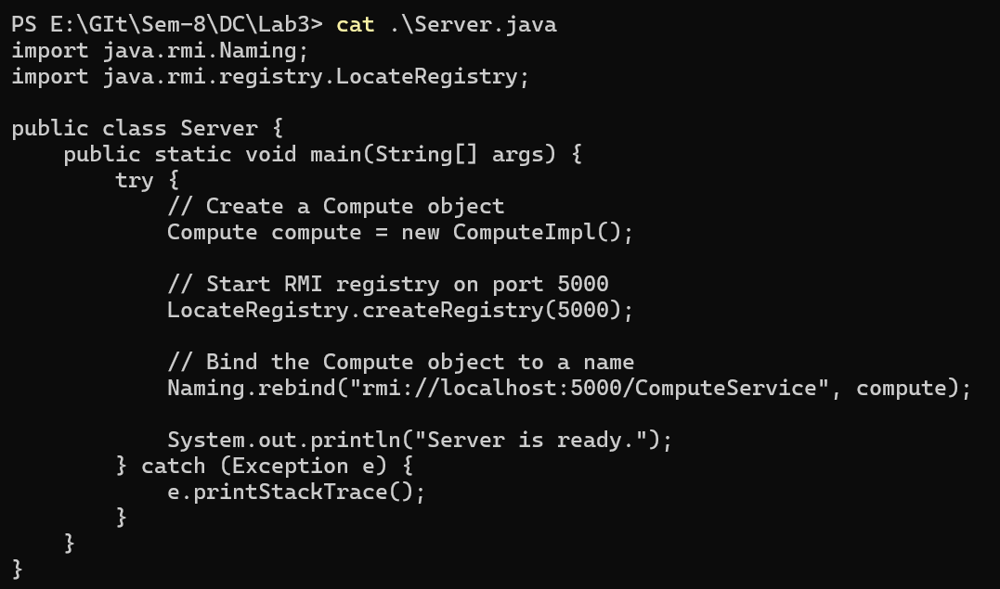 PS E:\GIt\Sem-8\DC\Lab3> cat .\Server.java
import java.rmi.Naming;
import java.rmi.registry.LocateRegistry;

public class Server {
    public static void main(String[] args) {
        try {
            // Create a Compute object
            Compute compute = new ComputeImpl();

            // Start RMI registry on port 5000
            LocateRegistry.createRegistry(5000);

            // Bind the Compute object to a name
            Naming.rebind("rmi://localhost:5000/ComputeService", compute);

            System.out.println("Server is ready.");
        } catch (Exception e) {
            e.printStackTrace();
        }
    }
}